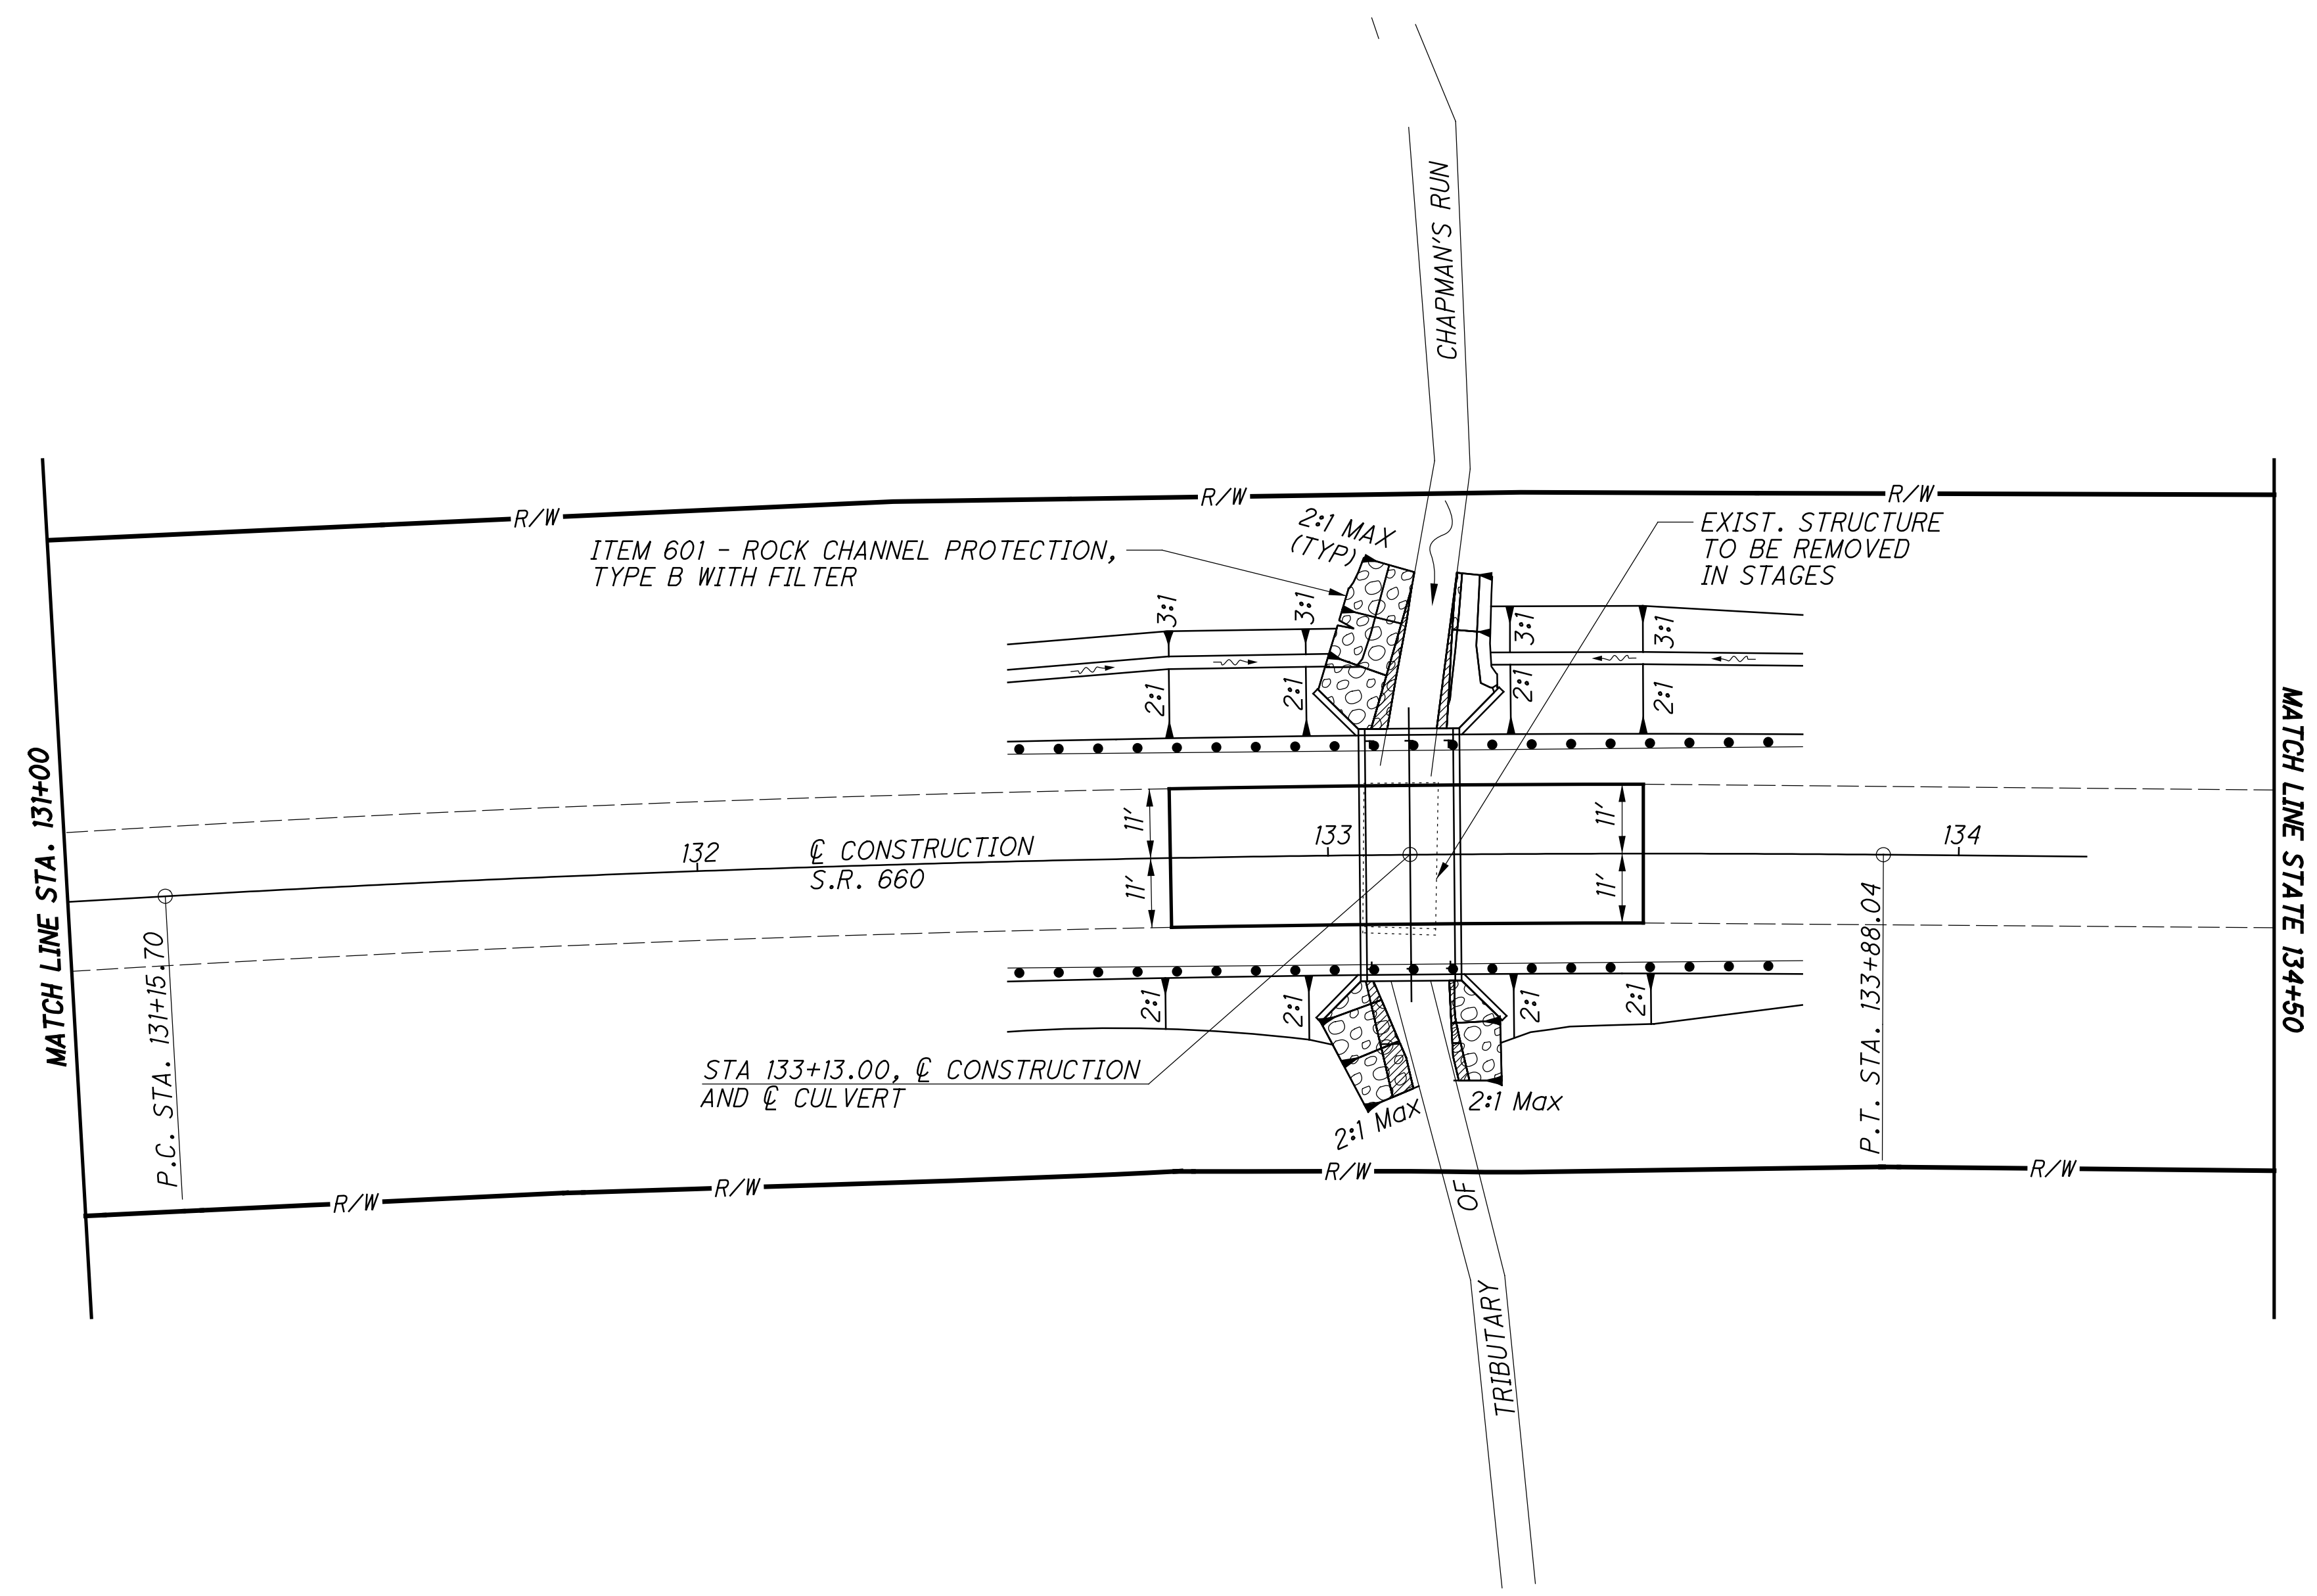 CHAPMAN'S RUN
R/W
R/W
R/W
2:1 MAX
(TYP)
EXIST. STRUCTURE
TO BE REMOVED
IN STAGES
ITEM 601 - ROCK CHANNEL PROTECTION,
TYPE B WITH FILTER
3:1
3:1
3:1
3:1
2:1
2:1
2:1
2:1
MATCH LINE STA. 131+00
MATCH LINE STATE 134+50
11'
11'
132
℄ CONSTRUCTION
S.R. 660
133
134
11'
11'
P.C. STA. 131+15.70
P.T. STA. 133+88.04
2:1
2:1
2:1
2:1
STA 133+13.00, ℄ CONSTRUCTION
AND ℄ CULVERT
2:1 Max
2:1 Max
R/W
R/W
R/W
R/W
TRIBUTARY OF